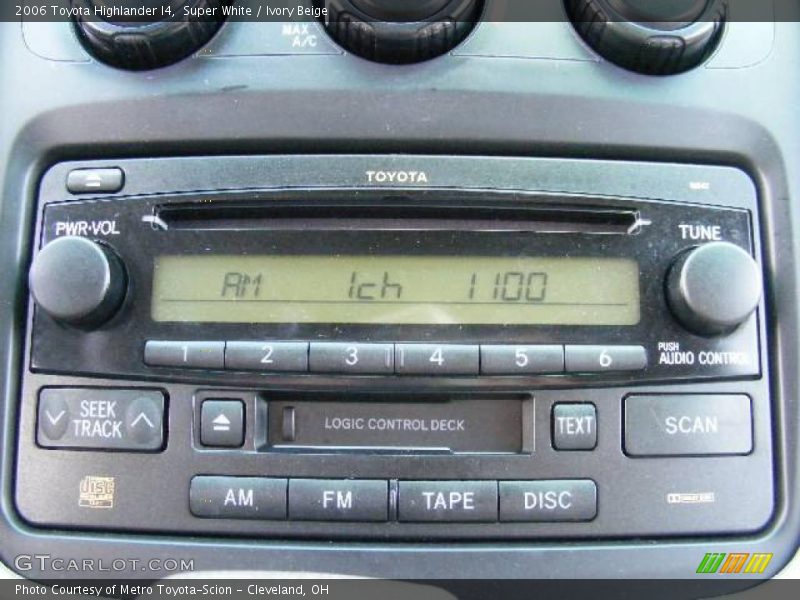 2006 Toyota Highlander I4, Super White / Ivory Beige
MAX A/C
TOYOTA
PWR·VOL
TUNE
AM 1ch 1100
1 2 3 4 5 6
PUSH
AUDIO CONTROL
SEEK
TRACK
LOGIC CONTROL DECK
TEXT
SCAN
disc
AM FM TAPE DISC
GTCARLOT.COM
Photo Courtesy of Metro Toyota-Scion - Cleveland, OH